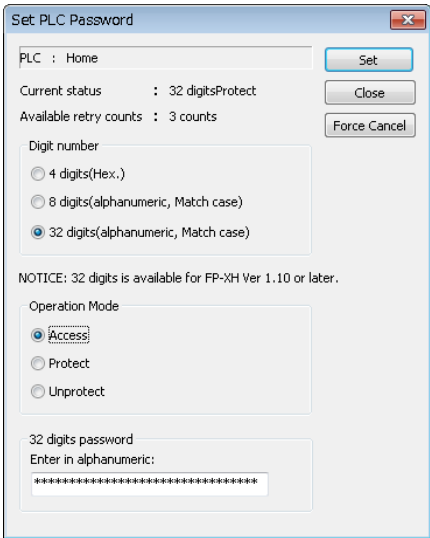 Set PLC Password
PLC : Home
Set
Current status : 32 digitsProtect
Close
Available retry counts : 3 counts
Force Cancel
Digit number
4 digits(Hex.)
8 digits(alphanumeric, Match case)
32 digits(alphanumeric, Match case)
NOTICE: 32 digits is available for FP-XH Ver 1.10 or later.
Operation Mode
Access
Protect
Unprotect
32 digits password
Enter in alphanumeric:
********************************